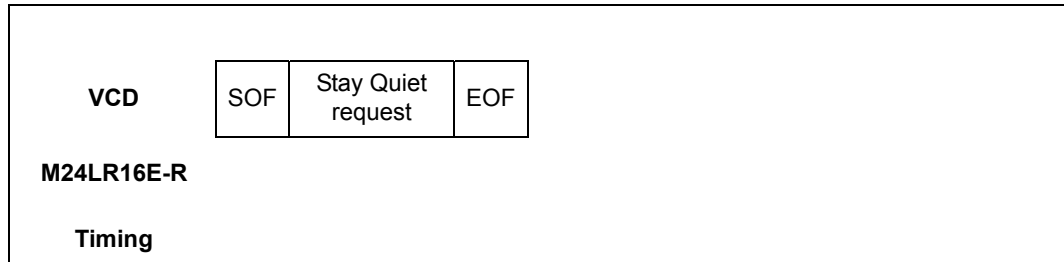 VCD SOF Stay Quiet request EOF
M24LR16E-R
Timing